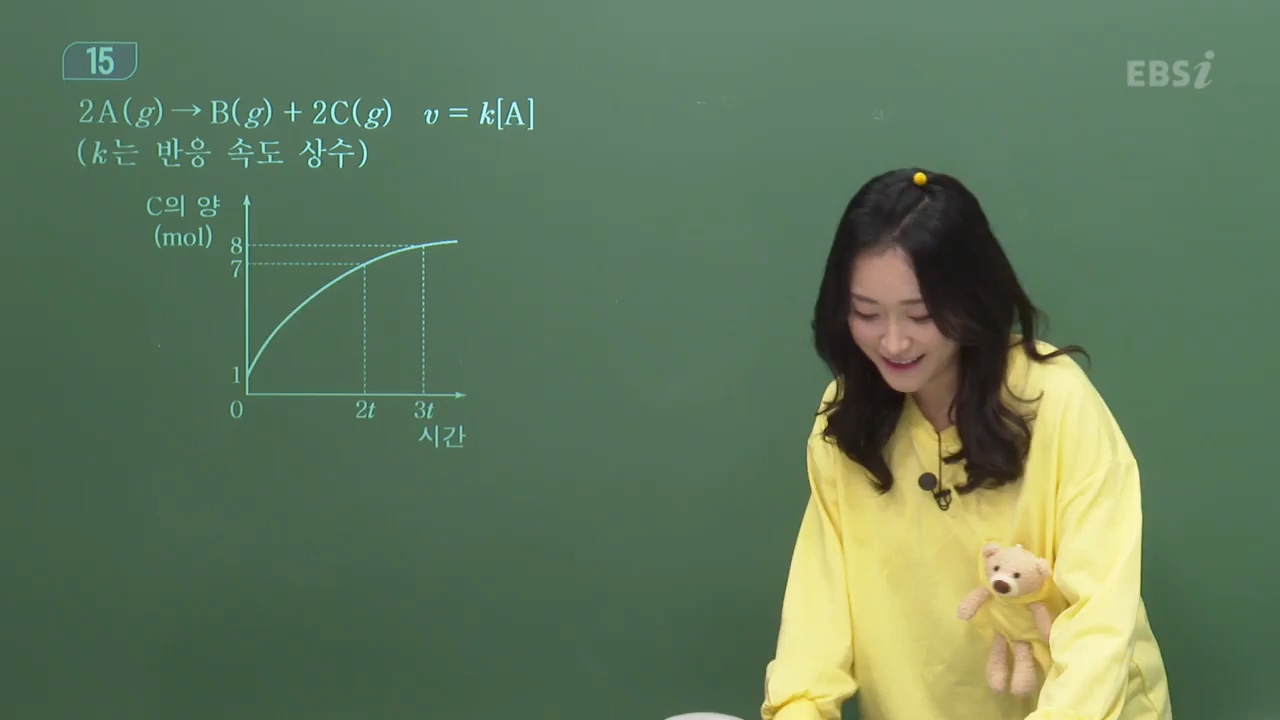 15
EBSi
2A(g) → B(g) + 2C(g) v = k[A]
(k는 반응 속도 상수)
C의 양
(mol)
8
7
1
0
2t 3t
시간